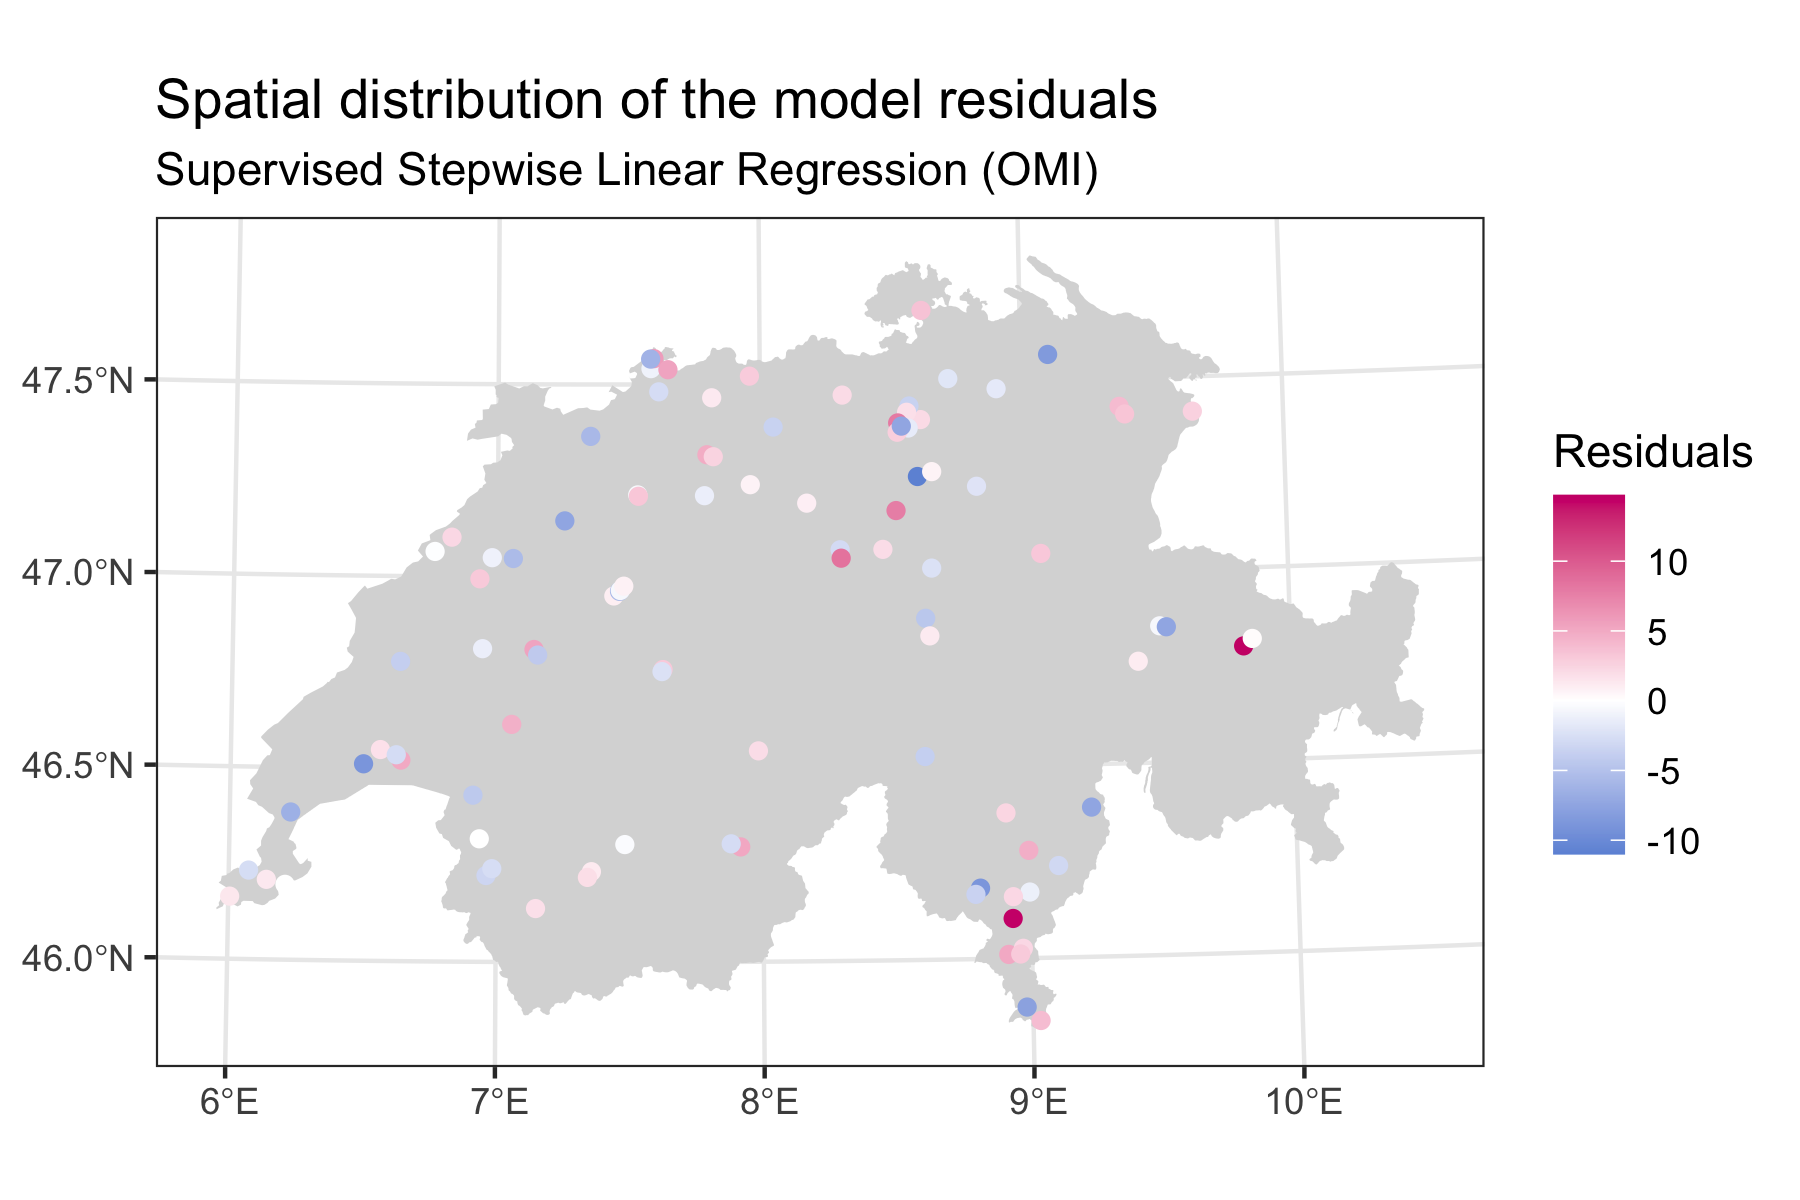 Spatial distribution of the model residuals
Supervised Stepwise Linear Regression (OMI)
47.5°N
47.0°N
46.5°N
46.0°N
6°E
7°E
8°E
9°E
10°E
Residuals
10
5
0
-5
-10